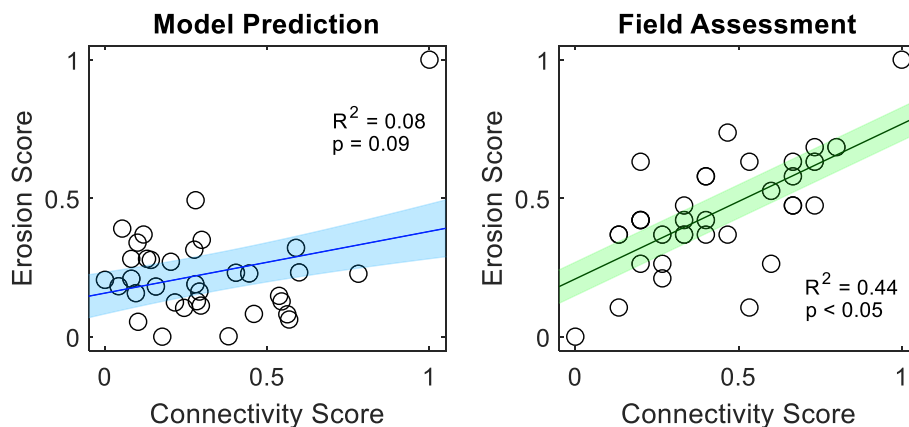 Model Prediction
Erosion Score
1
0.5
0
R² = 0.08
p = 0.09
0
0.5
1
Connectivity Score
Field Assessment
Erosion Score
1
0.5
0
R² = 0.44
p < 0.05
0
0.5
1
Connectivity Score